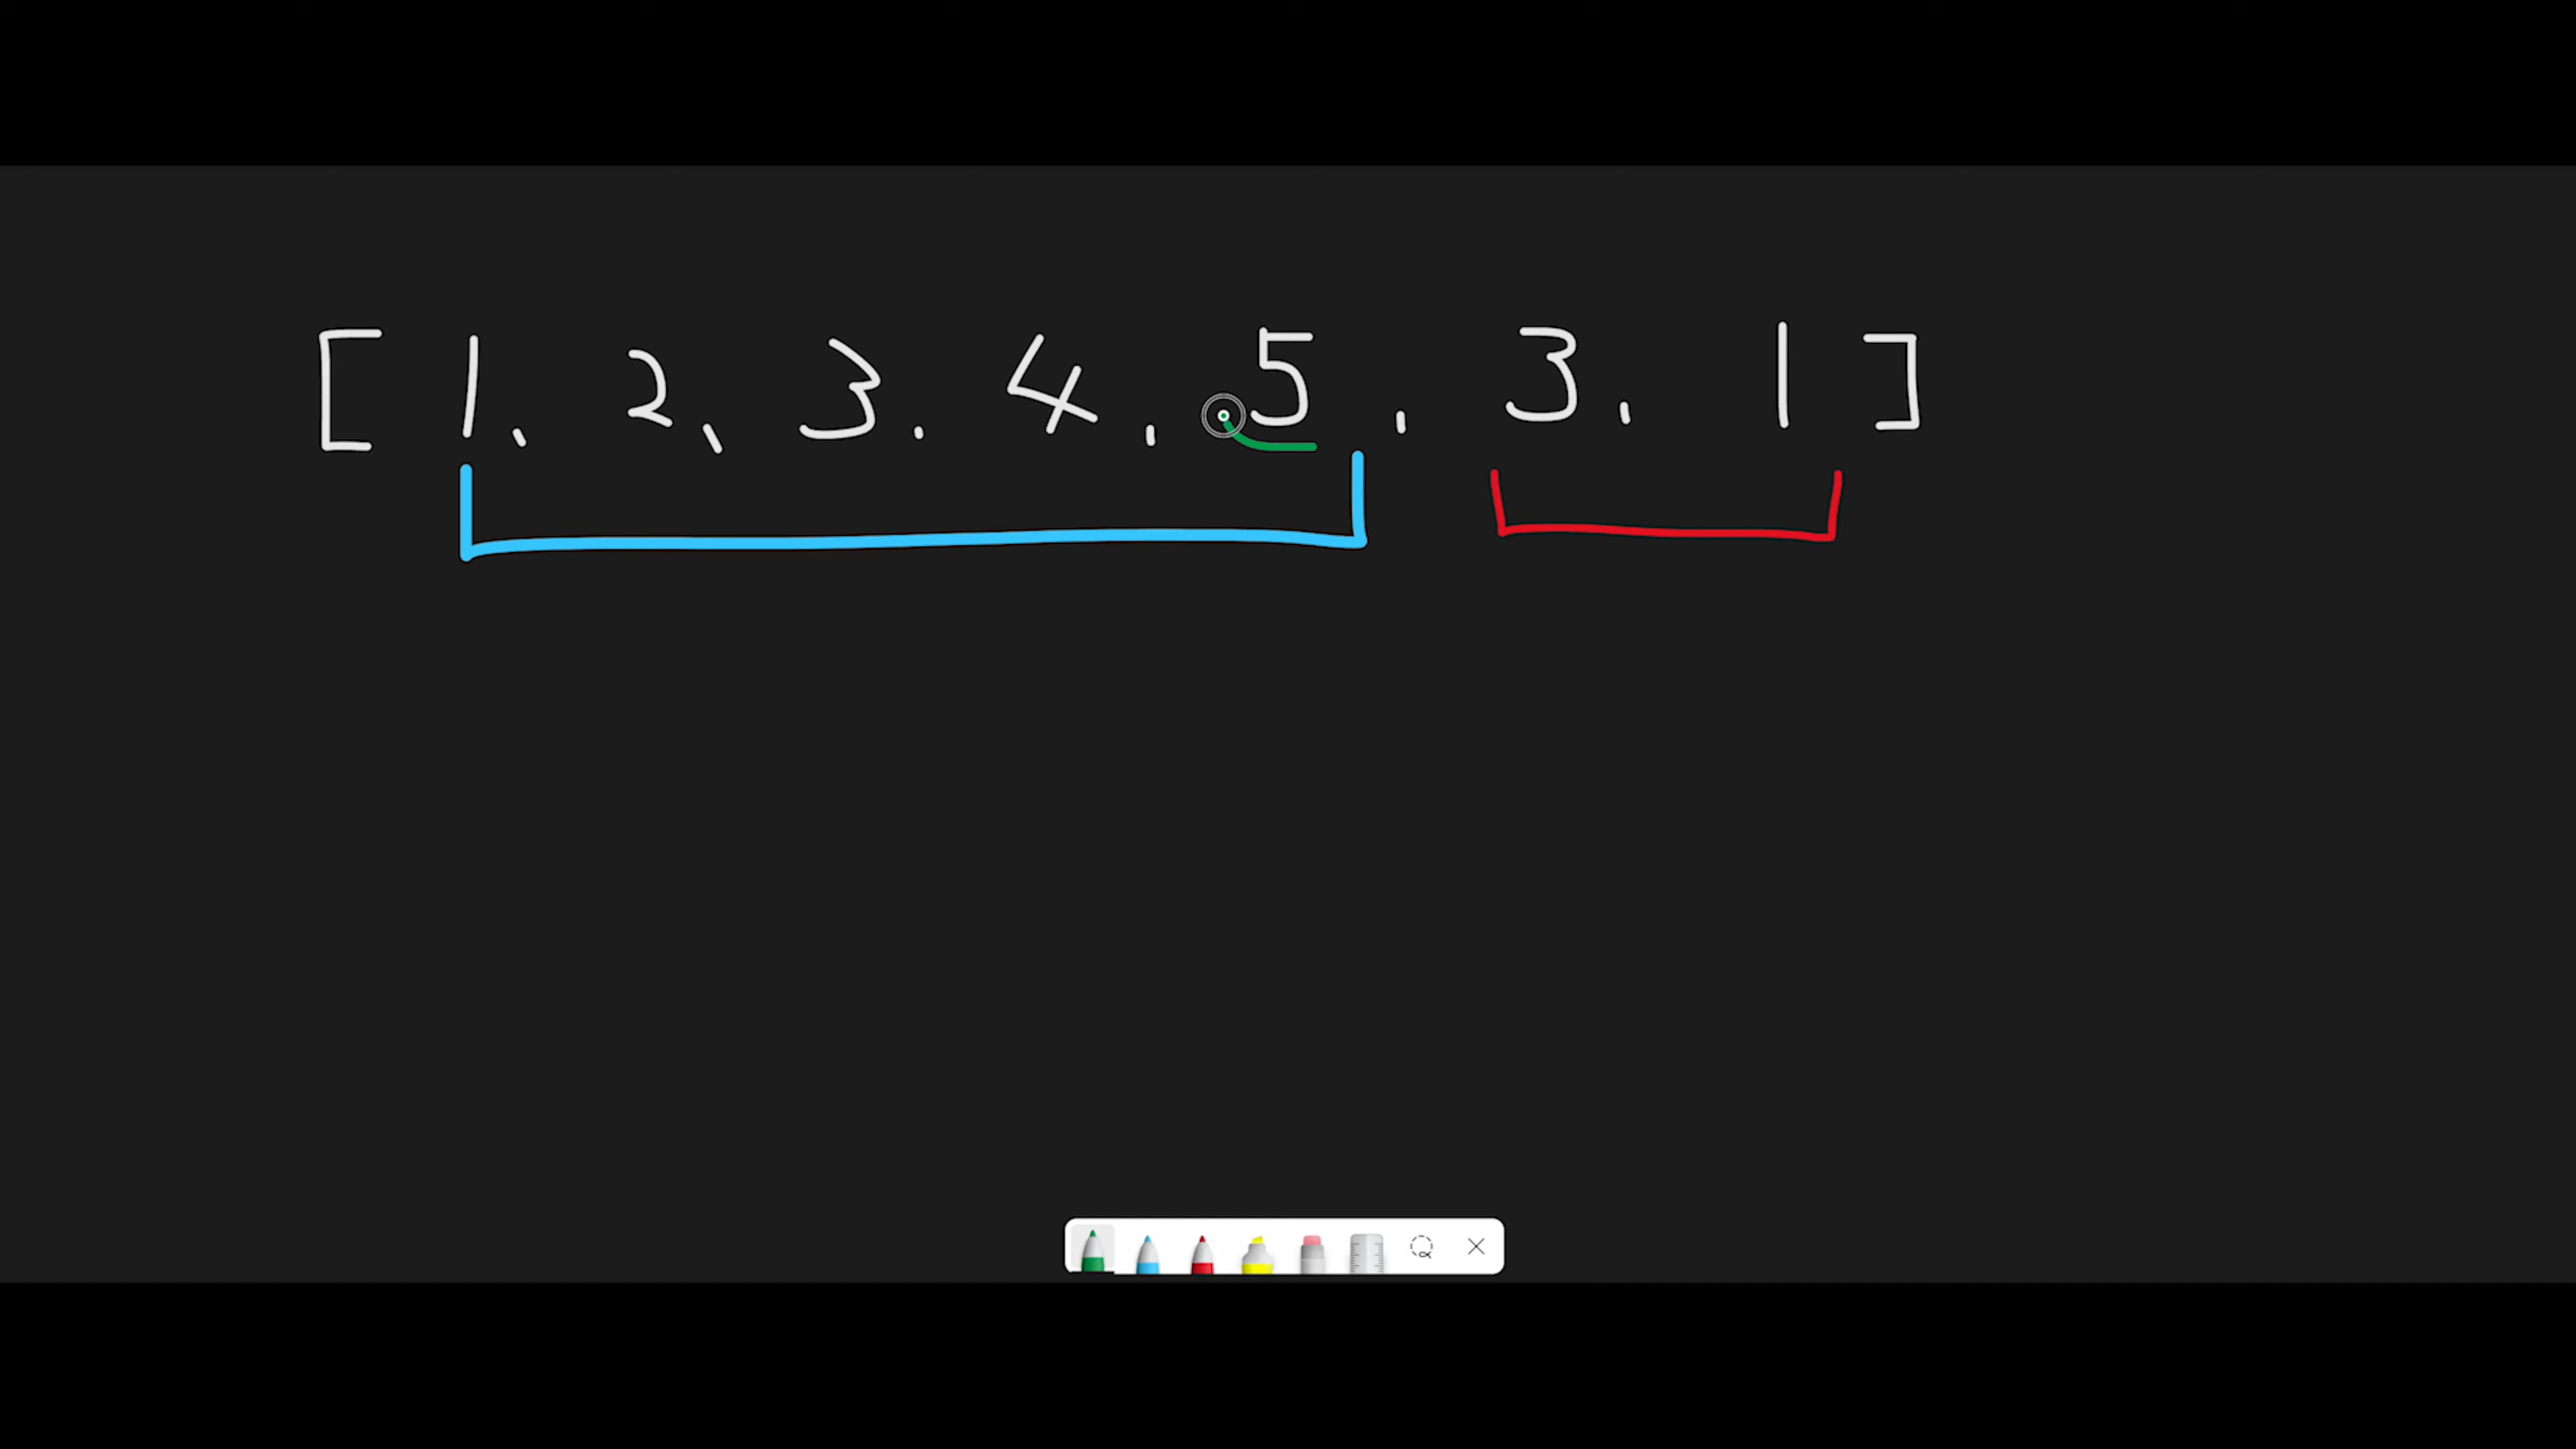 [ 1, 2, 3, 4, 5, 3, 1 ]